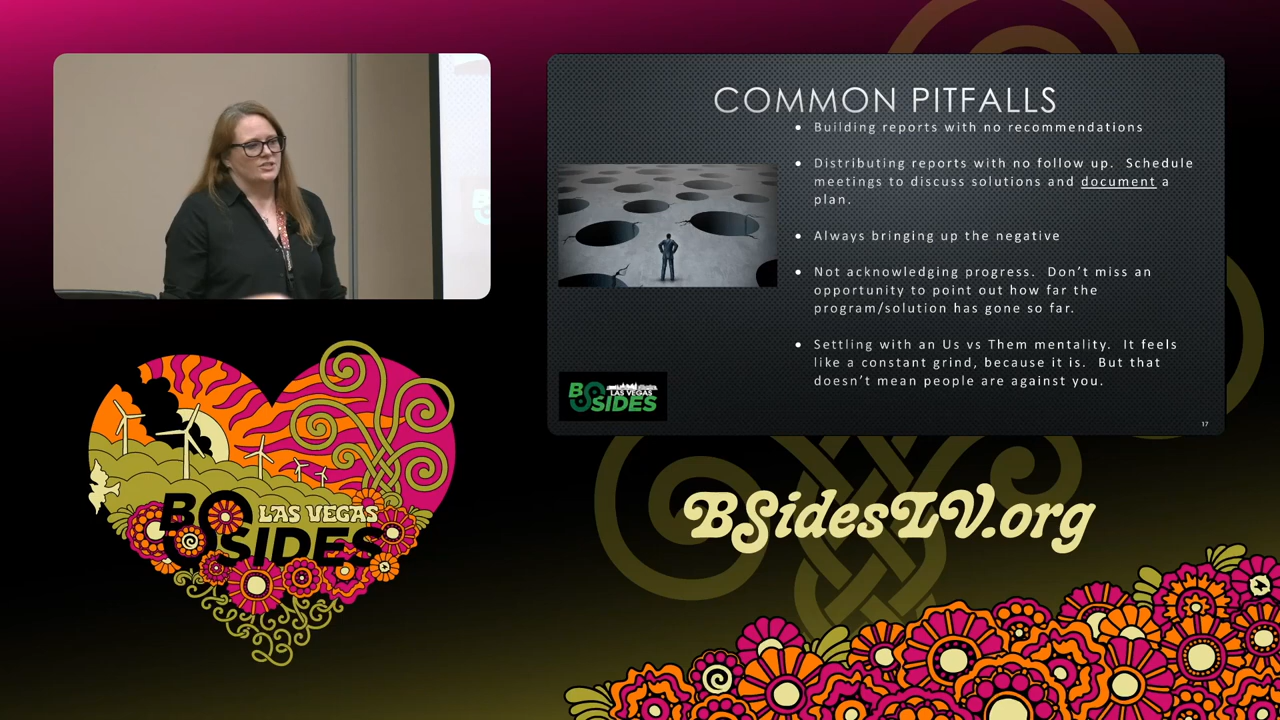 COMMON PITFALLS
• Building reports with no recommendations
• Distributing reports with no follow up. Schedule
meetings to discuss solutions and document a
plan.
• Always bringing up the negative
• Not acknowledging progress. Don't miss an
opportunity to point out how far the
program/solution has gone so far.
• Settling with an Us vs Them mentality. It feels
like a constant grind, because it is. But that
doesn't mean people are against you.
BSIDES
LAS VEGAS
17
BSIDES
LAS VEGAS
BSidesLV.org